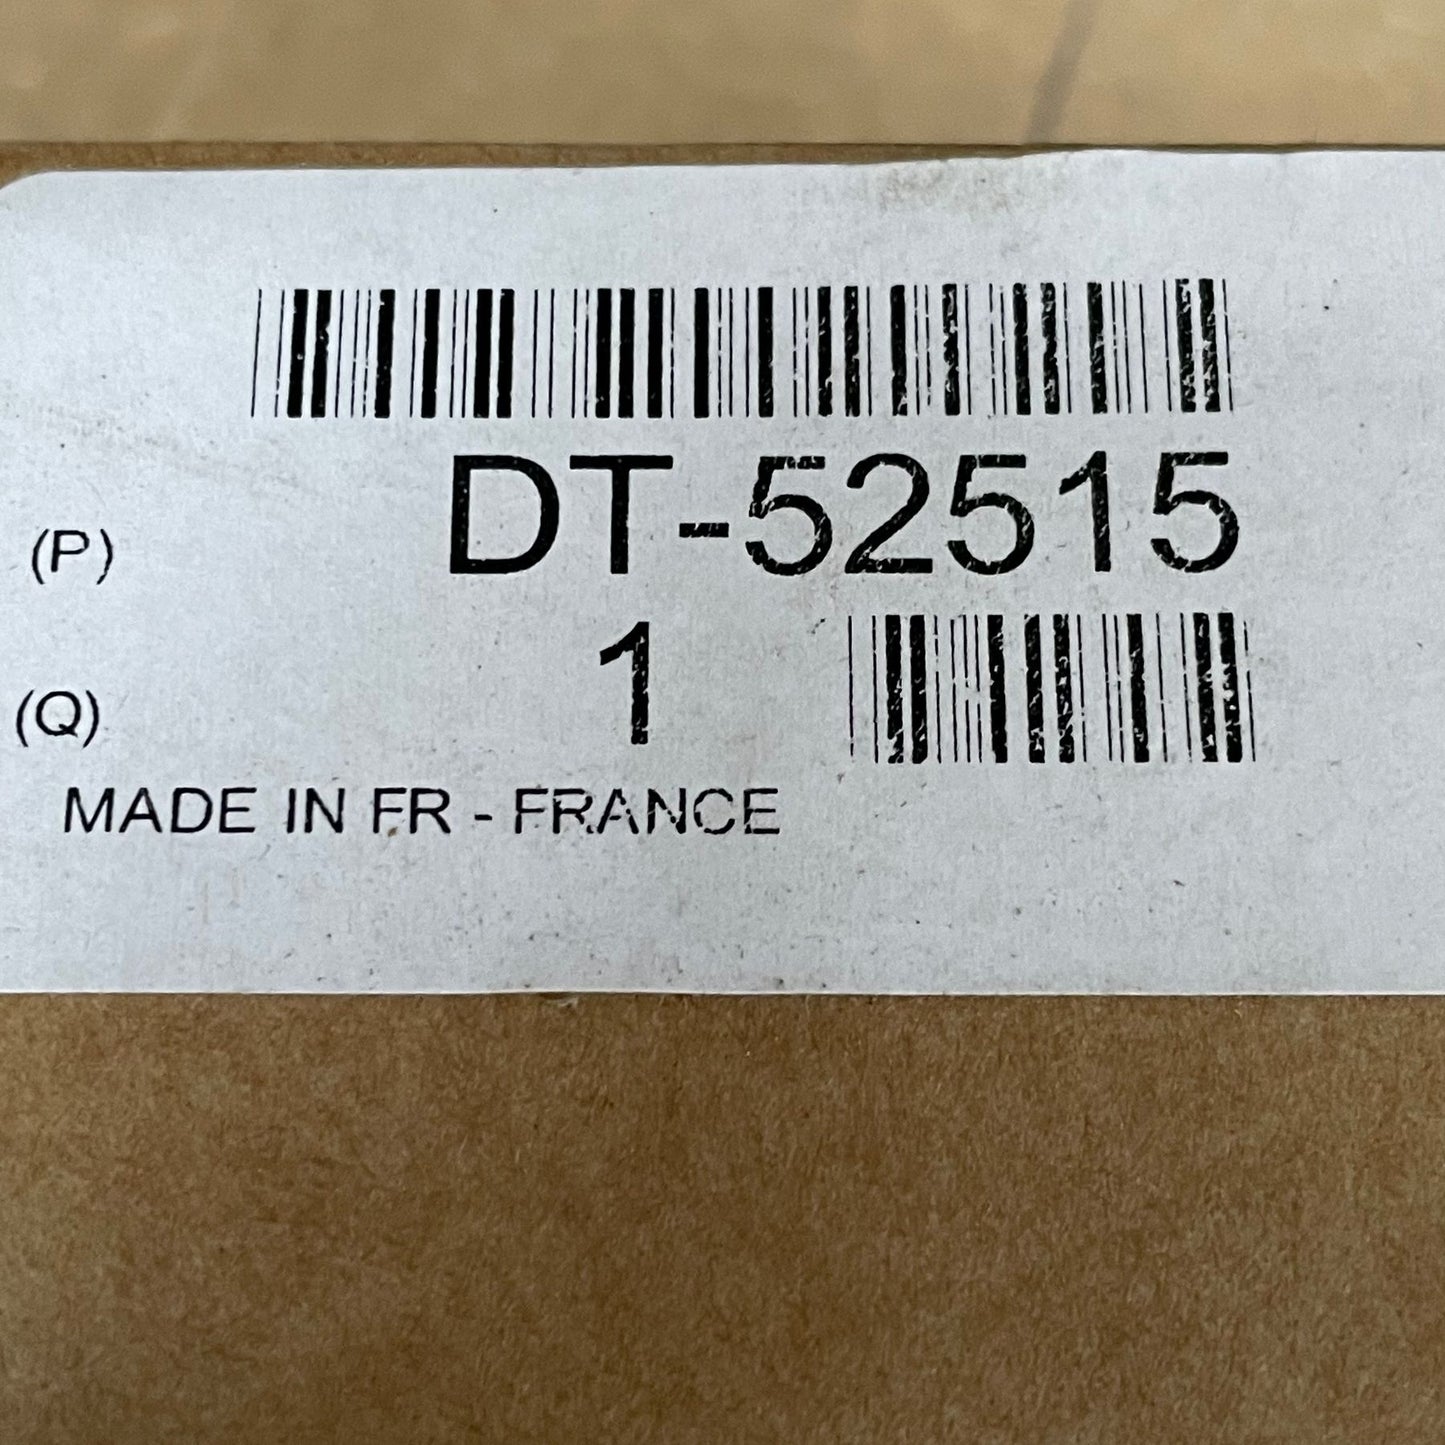 (P) DT-52515
(Q) 1
MADE IN FR - FRANCE